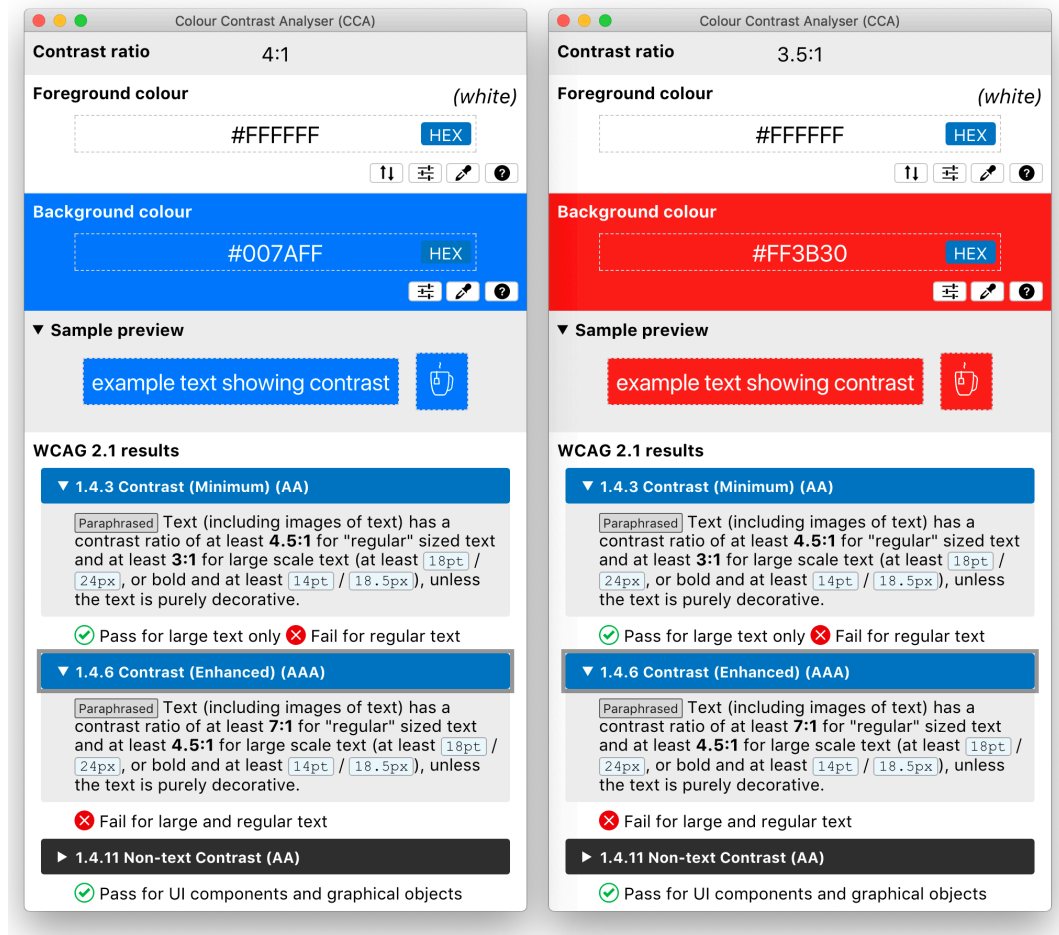 Colour Contrast Analyser (CCA)
Contrast ratio
4:1
Foreground colour
(white)
#FFFFFF
HEX
Background colour
#007AFF
HEX
▼ Sample preview
example text showing contrast
WCAG 2.1 results
▼ 1.4.3 Contrast (Minimum) (AA)
Paraphrased Text (including images of text) has a
contrast ratio of at least 4.5:1 for "regular" sized text
and at least 3:1 for large scale text (at least 18pt /
24px, or bold and at least 14pt / 18.5px), unless
the text is purely decorative.
Pass for large text only Fail for regular text
▼ 1.4.6 Contrast (Enhanced) (AAA)
Paraphrased Text (including images of text) has a
contrast ratio of at least 7:1 for "regular" sized text
and at least 4.5:1 for large scale text (at least 18pt /
24px, or bold and at least 14pt / 18.5px), unless
the text is purely decorative.
Fail for large and regular text
▶ 1.4.11 Non-text Contrast (AA)
Pass for UI components and graphical objects
Colour Contrast Analyser (CCA)
Contrast ratio
3.5:1
Foreground colour
(white)
#FFFFFF
HEX
Background colour
#FF3B30
HEX
▼ Sample preview
example text showing contrast
WCAG 2.1 results
▼ 1.4.3 Contrast (Minimum) (AA)
Paraphrased Text (including images of text) has a
contrast ratio of at least 4.5:1 for "regular" sized text
and at least 3:1 for large scale text (at least 18pt /
24px, or bold and at least 14pt / 18.5px), unless
the text is purely decorative.
Pass for large text only Fail for regular text
▼ 1.4.6 Contrast (Enhanced) (AAA)
Paraphrased Text (including images of text) has a
contrast ratio of at least 7:1 for "regular" sized text
and at least 4.5:1 for large scale text (at least 18pt /
24px, or bold and at least 14pt / 18.5px), unless
the text is purely decorative.
Fail for large and regular text
▶ 1.4.11 Non-text Contrast (AA)
Pass for UI components and graphical objects